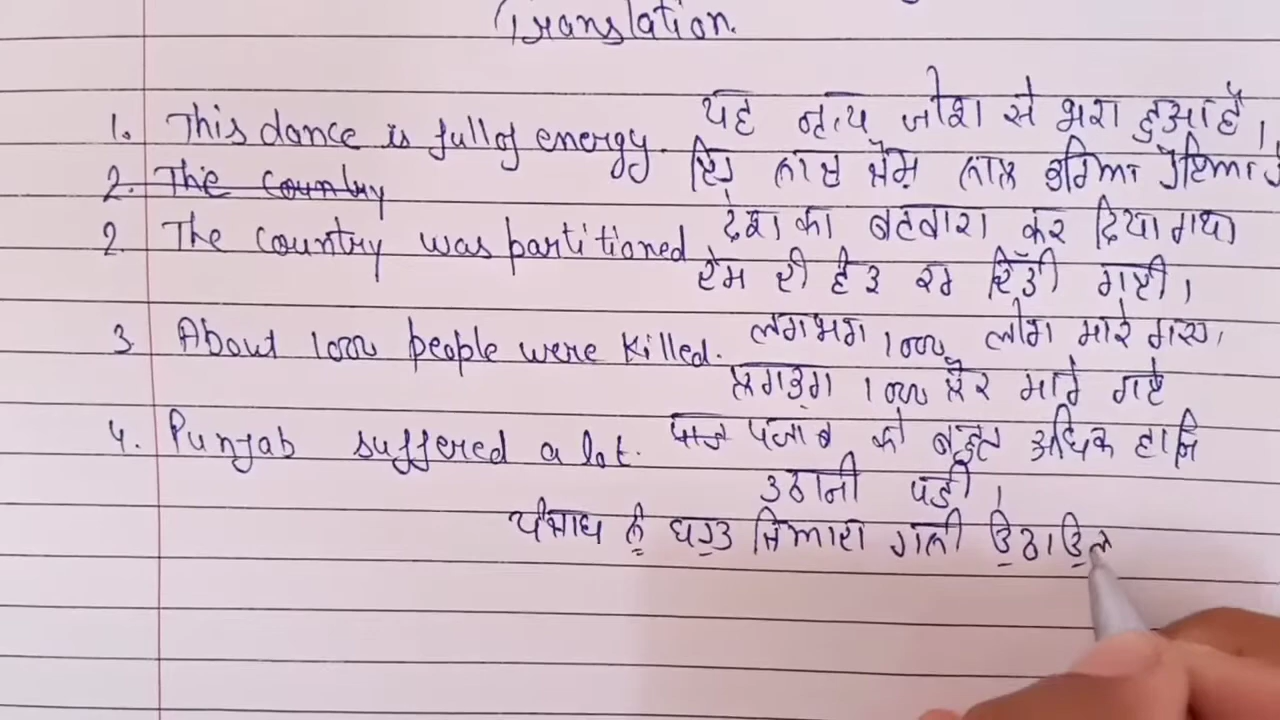 Translation.
1. This dance is full of energy. यह नृत्य जोश से भरा हुआ है।
ਇਹ ਨਾਚ ਜੋਸ਼ ਨਾਲ ਭਰਿਆ ਹੋਇਆ
2. The country
2. The country was partitioned देश का बटवारा कर दिया गया
ਦੇਸ ਦੀ ਵੰਡ ਕਰ ਦਿੱਤੀ ਗਈ।
3. About 1000 people were killed. लगभग 1000 लोग मारे गए।
ਲਗਭਗ 1000 ਲੋਕ ਮਾਰੇ ਗਏ
4. Punjab suffered a lot. पंजाब को बहुत अधिक हानि
उठानी पड़ी।
ਪੰਜਾਬ ਨੂੰ ਬਹੁਤ ਜਿਆਦਾ ਹਾਨੀ